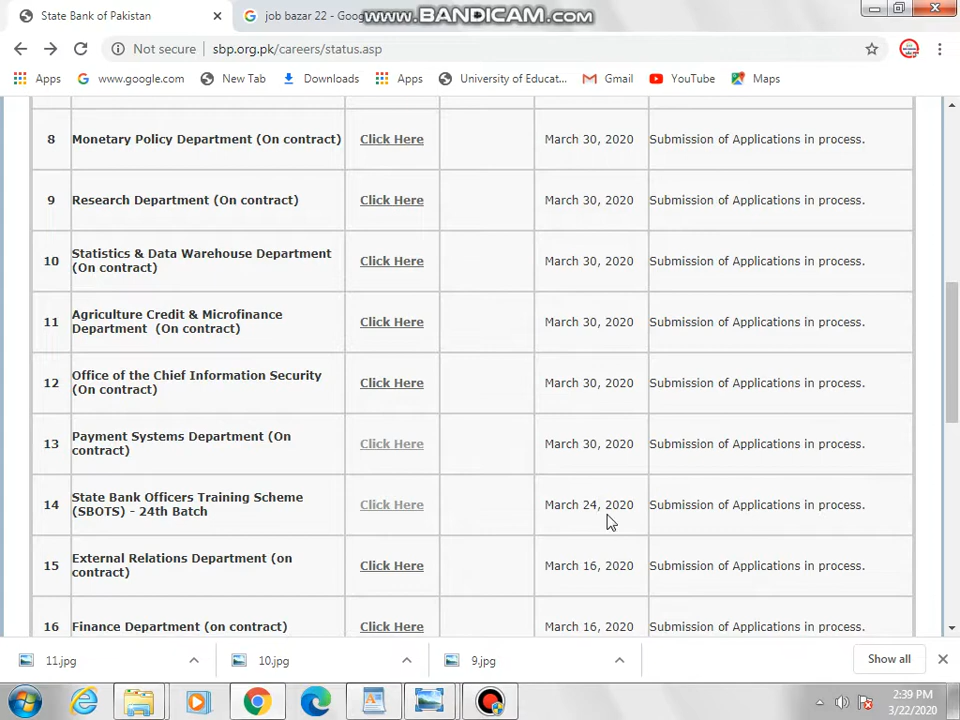 State Bank of Pakistan
job bazar 22 - Goo
www.BANDICAM.com
Not secure
sbp.org.pk/careers/status.asp
Apps
www.google.com
New Tab
Downloads
Apps
University of Educat...
Gmail
YouTube
Maps
8 Monetary Policy Department (On contract) Click Here March 30, 2020 Submission of Applications in process.
9 Research Department (On contract) Click Here March 30, 2020 Submission of Applications in process.
10 Statistics & Data Warehouse Department
(On contract) Click Here March 30, 2020 Submission of Applications in process.
11 Agriculture Credit & Microfinance
Department (On contract) Click Here March 30, 2020 Submission of Applications in process.
12 Office of the Chief Information Security
(On contract) Click Here March 30, 2020 Submission of Applications in process.
13 Payment Systems Department (On
contract) Click Here March 30, 2020 Submission of Applications in process.
14 State Bank Officers Training Scheme
(SBOTS) - 24th Batch Click Here March 24, 2020 Submission of Applications in process.
15 External Relations Department (on
contract) Click Here March 16, 2020 Submission of Applications in process.
16 Finance Department (on contract) Click Here March 16, 2020 Submission of Applications in process.
11.jpg
10.jpg
9.jpg
Show all
2:39 PM
3/22/2020